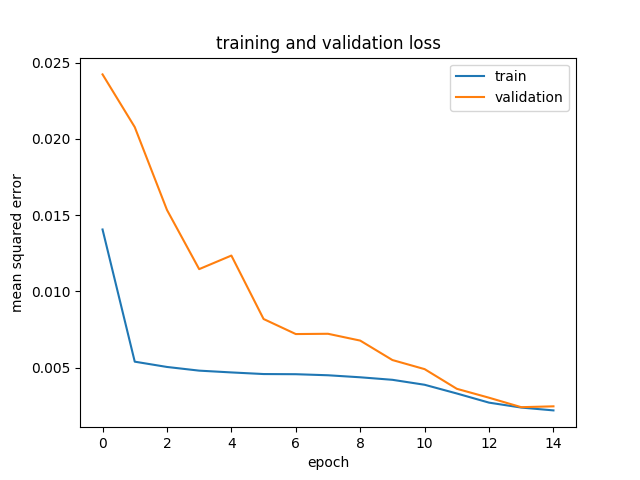 training and validation loss
train
validation
mean squared error
0.025
0.020
0.015
0.010
0.005
0 2 4 6 8 10 12 14
epoch